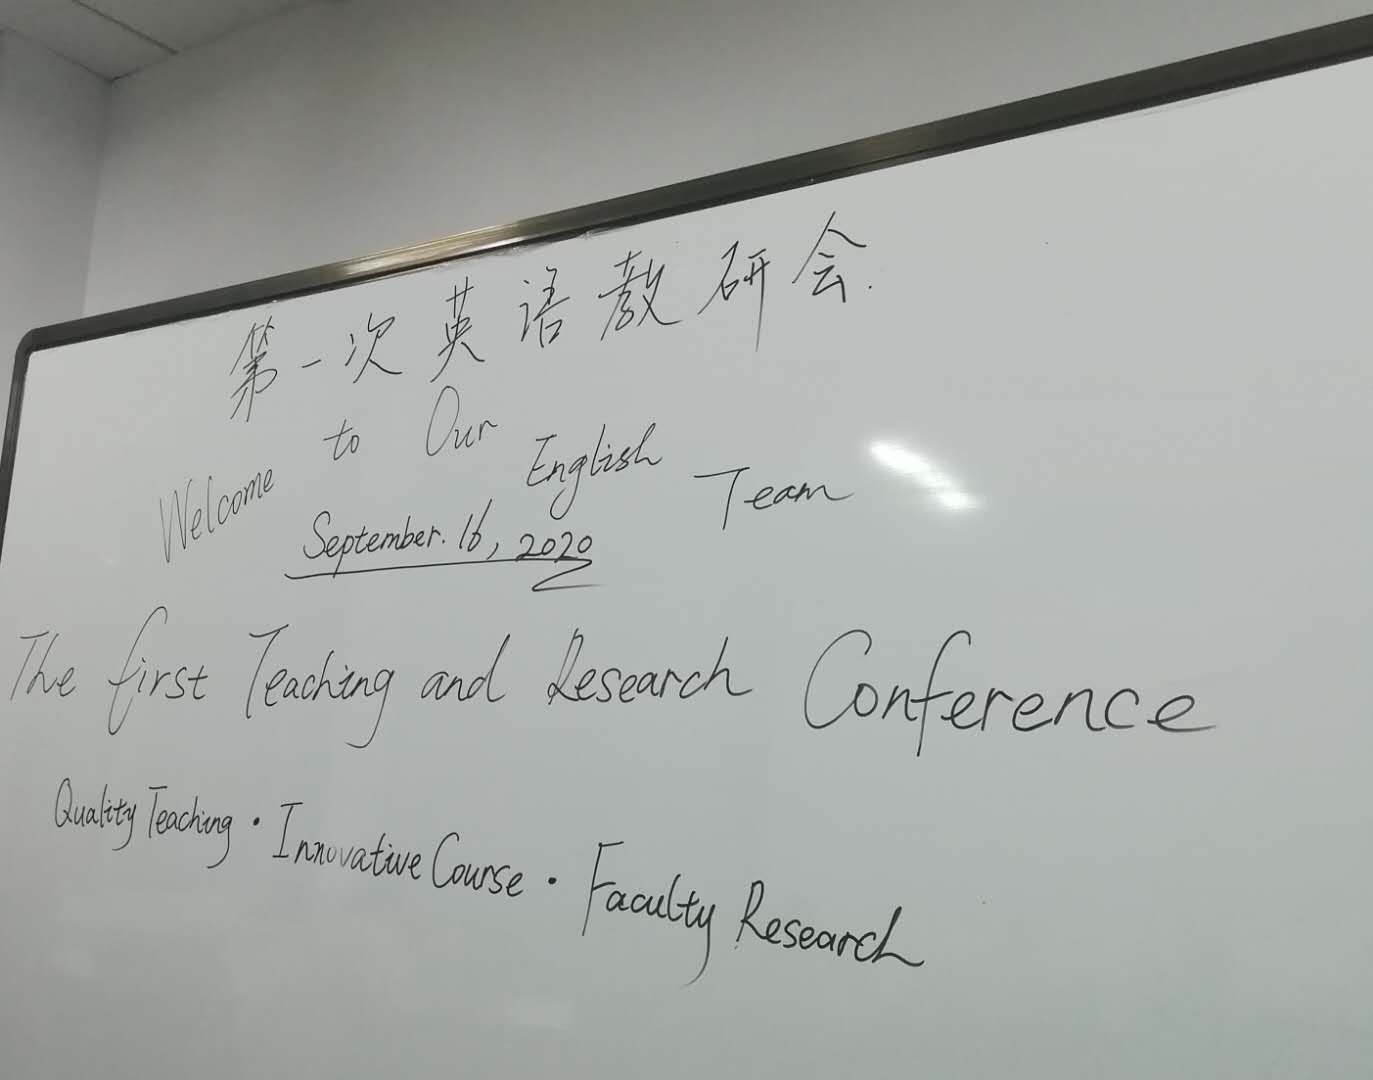 第一次英语教研会.
Welcome to Our English Team
September. 16, 2020
The first Teaching and Research Conference
Quality Teaching · Innovative Course · Faculty Research